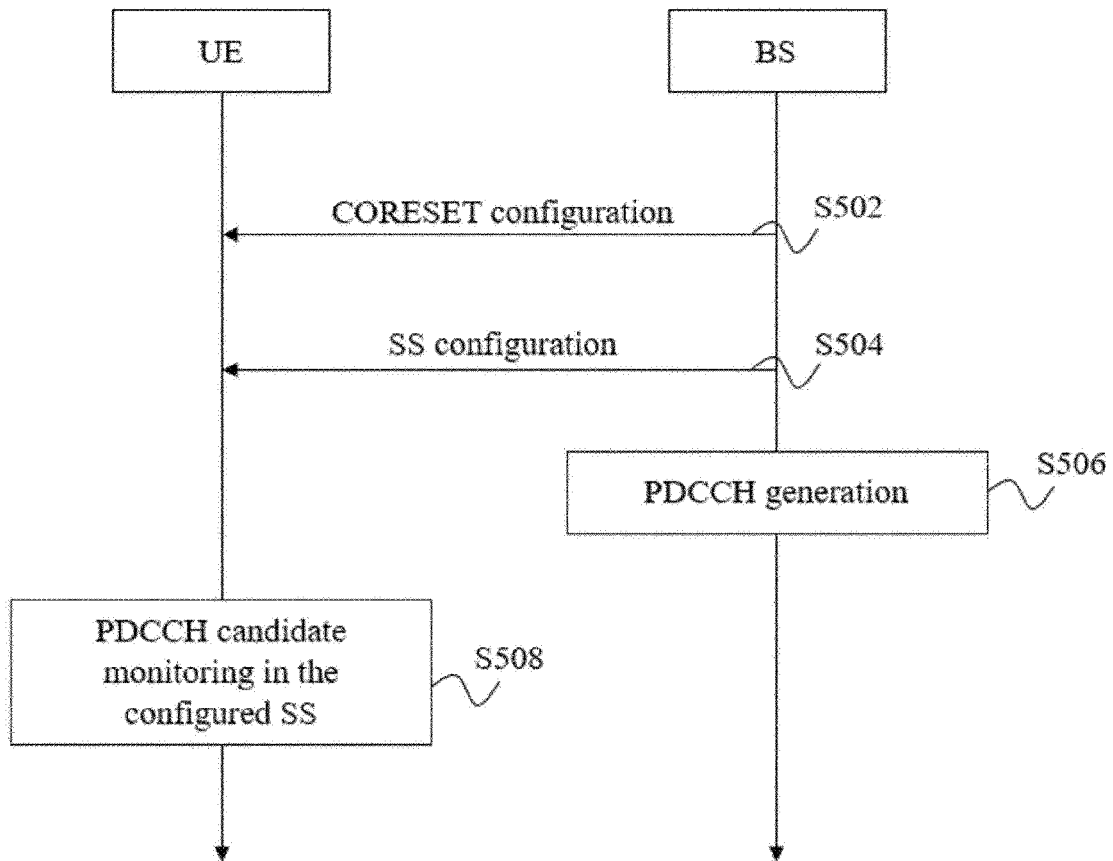 UE
BS
CORESET configuration
S502
SS configuration
S504
PDCCH generation
S506
PDCCH candidate
monitoring in the
configured SS
S508